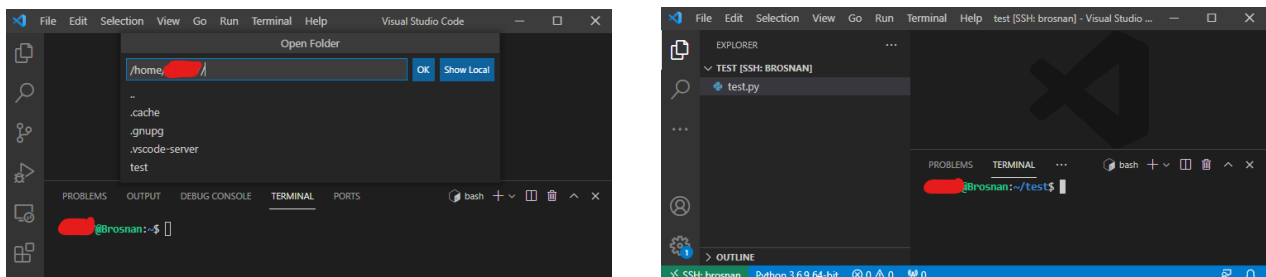 File Edit Selection View Go Run Terminal Help Visual Studio Code
Open Folder
/home/ /
OK Show Local
..
.cache
.gnupg
.vscode-server
test
PROBLEMS OUTPUT DEBUG CONSOLE TERMINAL PORTS bash
@Brosnan:~$
File Edit Selection View Go Run Terminal Help test [SSH: brosnan] - Visual Studio ...
EXPLORER ...
TEST [SSH: BROSNAN]
test.py
PROBLEMS TERMINAL ... bash
@Brosnan:~/test$
1
OUTLINE
SSH: brosnan Python 3.6.9 64-bit 0 0 0